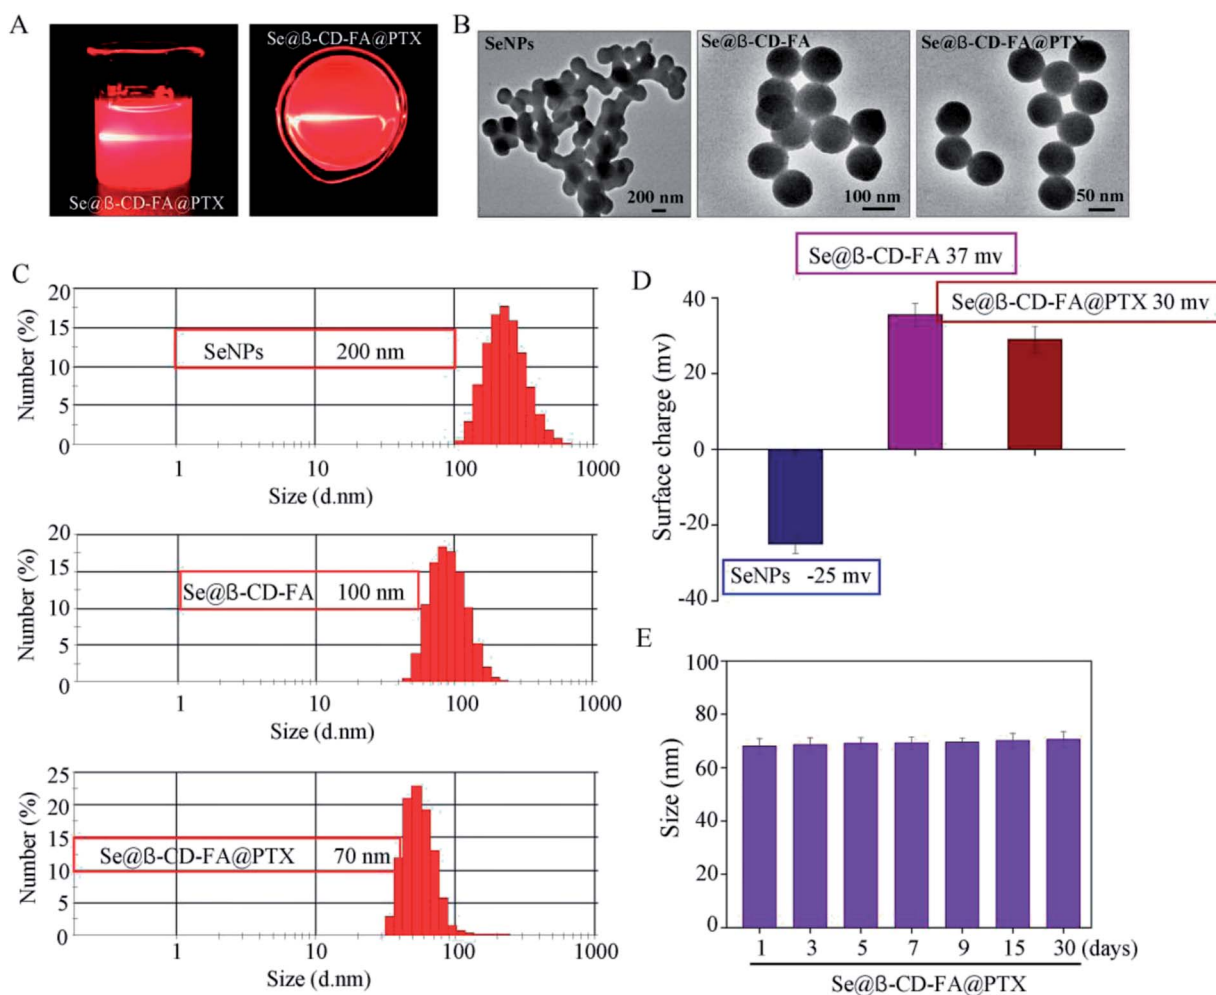 A
Se@ß-CD-FA@PTX
Se@ß-CD-FA@PTX
B
SeNPs
200 nm
Se@ß-CD-FA
100 nm
Se@ß-CD-FA@PTX
50 nm
C
Number (%)
20
15
10
5
0
SeNPs 200 nm
1 10 100 1000
Size (d.nm)
Number (%)
20
15
10
5
0
Se@ß-CD-FA 100 nm
1 10 100 1000
Size (d.nm)
Number (%)
25
20
15
10
5
0
Se@ß-CD-FA@PTX 70 nm
1 10 100 1000
Size (d.nm)
D
Se@ß-CD-FA 37 mv
Se@ß-CD-FA@PTX 30 mv
Surface charge (mv)
40
20
0
-20
-40
SeNPs -25 mv
E
Size (nm)
100
80
60
40
20
0
1 3 5 7 9 15 30 (days)
Se@ß-CD-FA@PTX